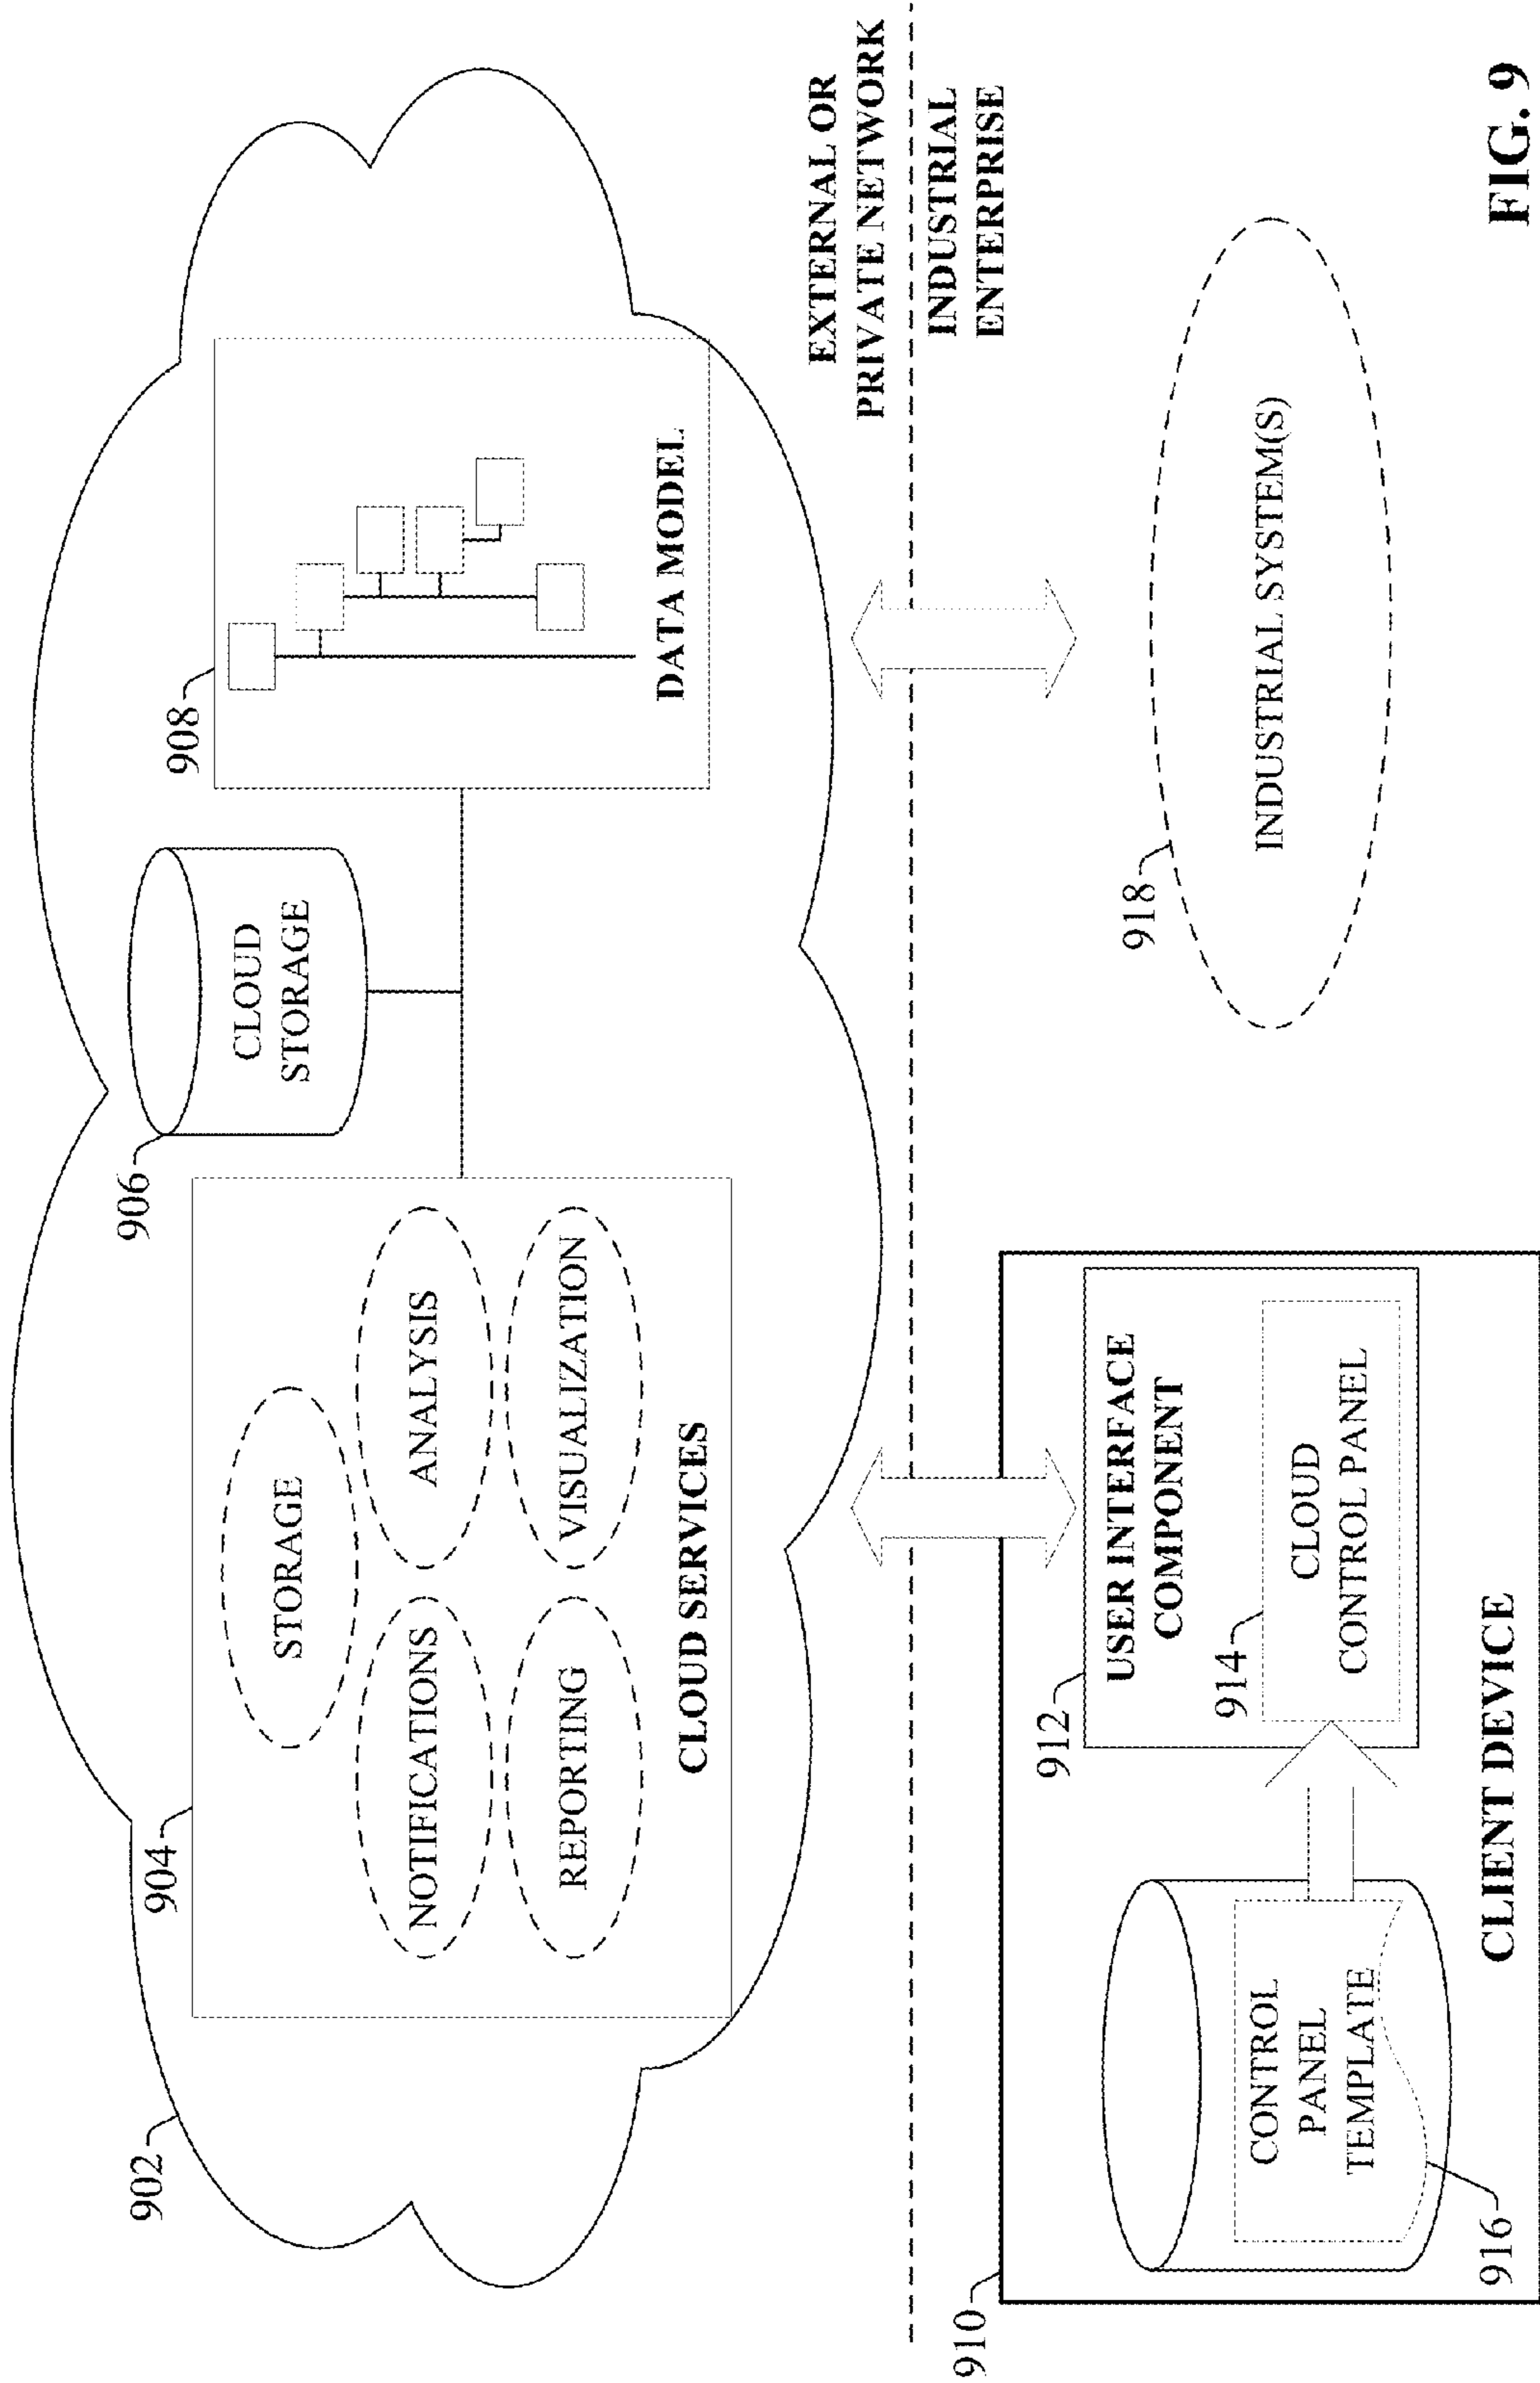 902
904
STORAGE
NOTIFICATIONS
ANALYSIS
REPORTING
VISUALIZATION
CLOUD SERVICES
906
CLOUD
STORAGE
908
DATA MODEL
EXTERNAL OR
PRIVATE NETWORK
INDUSTRIAL
ENTERPRISE
910
CONTROL
PANEL
TEMPLATE
916
912
USER INTERFACE
COMPONENT
914
CLOUD
CONTROL PANEL
CLIENT DEVICE
918
INDUSTRIAL SYSTEM(S)
FIG. 9